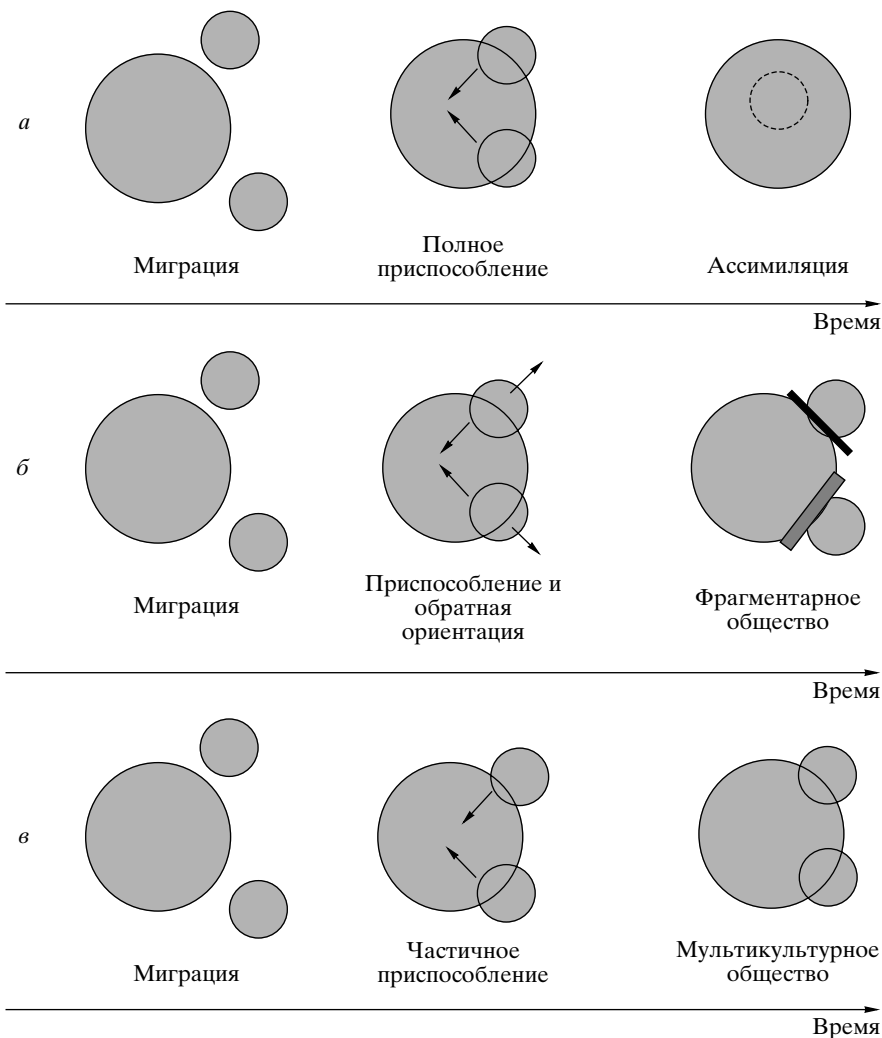 а
Миграция
Полное
приспособление
Ассимиляция
Время
б
Миграция
Приспособление и
обратная
ориентация
Фрагментарное
общество
Время
в
Миграция
Частичное
приспособление
Мультикультурное
общество
Время